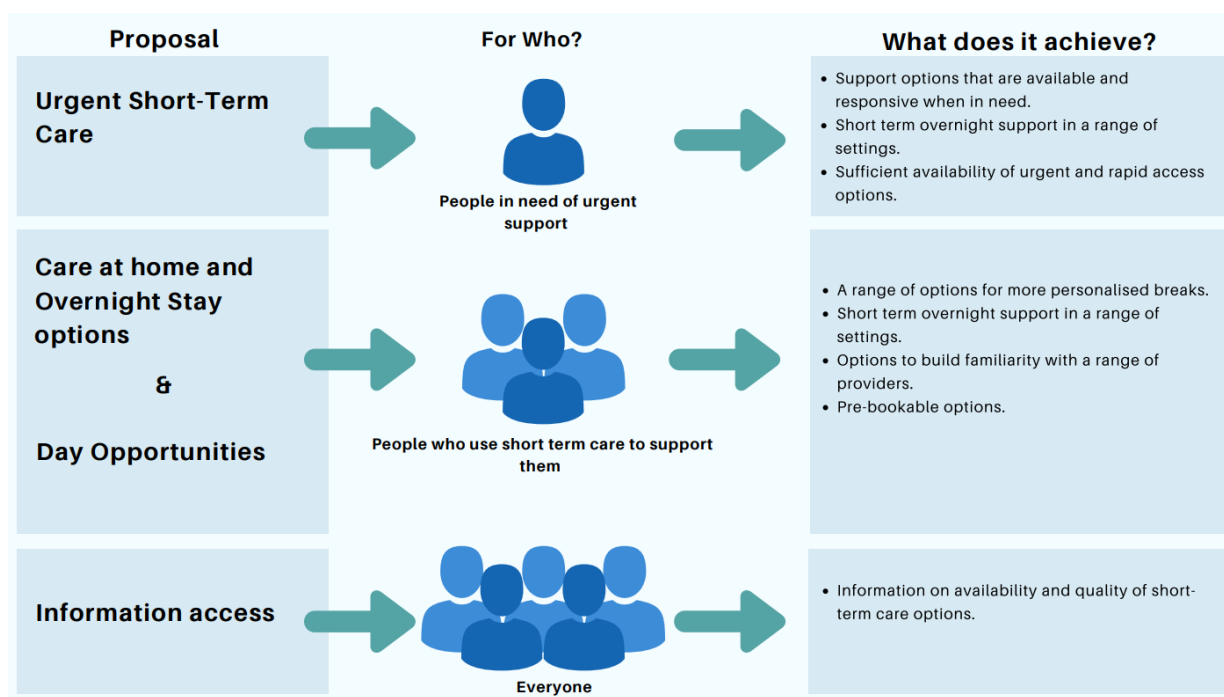 Proposal
For Who?
What does it achieve?
Urgent Short-Term
Care
People in need of urgent
support
• Support options that are available and
responsive when in need.
• Short term overnight support in a range of
settings.
• Sufficient availability of urgent and rapid access
options.
Care at home and
Overnight Stay
options
&
Day Opportunities
People who use short term care to support
them
• A range of options for more personalised breaks.
• Short term overnight support in a range of
settings.
• Options to build familiarity with a range of
providers.
• Pre-bookable options.
Information access
Everyone
• Information on availability and quality of short-
term care options.